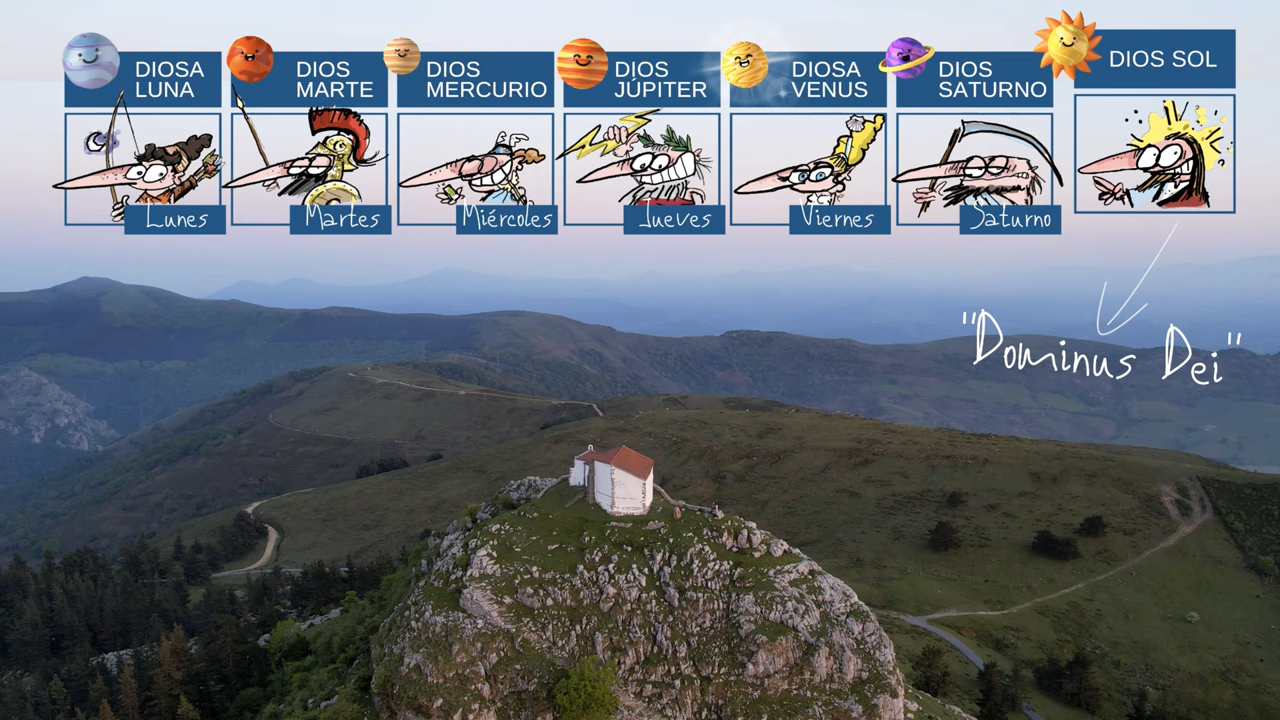 DIOSA
LUNA
DIOS
MARTE
DIOS
MERCURIO
DIOS
JÚPITER
DIOSA
VENUS
DIOS
SATURNO
DIOS SOL
Lunes
Martes
Miércoles
Jueves
Viernes
Saturno
"Dominus Dei"